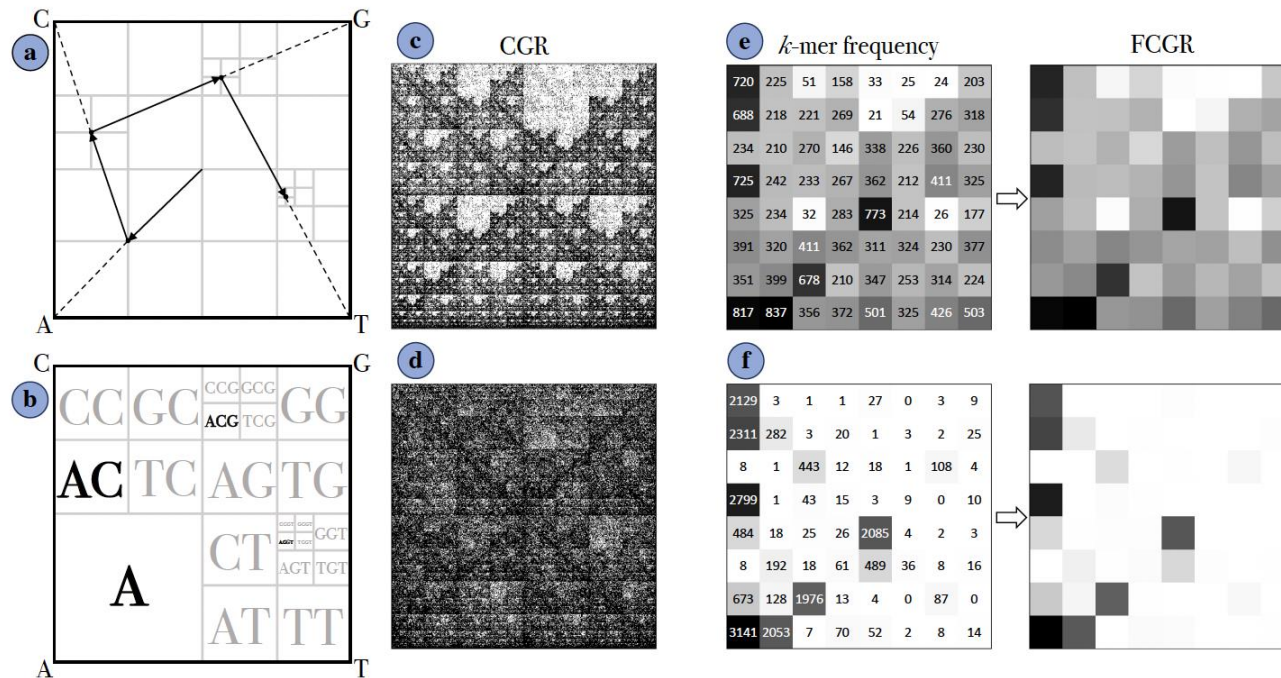 C G
a
A T
C G
b
CC GC CCG GCG GG
ACG TCG
AC TC AG TG
CT CGGT GGGT GGT
AGGT TGGT
AGT TGT
A
AT TT
A T
c
CGR
d
e
k-mer frequency
FCGR
720 225 51 158 33 25 24 203
688 218 221 269 21 54 276 318
234 210 270 146 338 226 360 230
725 242 233 267 362 212 411 325
325 234 32 283 773 214 26 177
391 320 411 362 311 324 230 377
351 399 678 210 347 253 314 224
817 837 356 372 501 325 426 503
f
2129 3 1 1 27 0 3 9
2311 282 3 20 1 3 2 25
8 1 443 12 18 1 108 4
2799 1 43 15 3 9 0 10
484 18 25 26 2085 4 2 3
8 192 18 61 489 36 8 16
673 128 1976 13 4 0 87 0
3141 2053 7 70 52 2 8 14